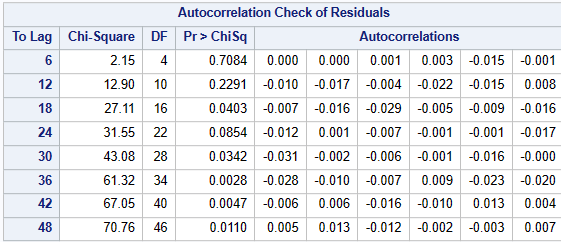 Autocorrelation Check of Residuals
To Lag Chi-Square DF Pr > ChiSq Autocorrelations
6 2.15 4 0.7084 0.000 0.000 0.001 0.003 -0.015 -0.001
12 12.90 10 0.2291 -0.010 -0.017 -0.004 -0.022 -0.015 0.008
18 27.11 16 0.0403 -0.007 -0.016 -0.029 -0.005 -0.009 -0.016
24 31.55 22 0.0854 -0.012 0.001 -0.007 -0.001 -0.001 -0.017
30 43.08 28 0.0342 -0.031 -0.002 -0.006 -0.001 -0.016 -0.000
36 61.32 34 0.0028 -0.028 -0.010 -0.007 0.009 -0.023 -0.020
42 67.05 40 0.0047 -0.006 0.006 -0.016 -0.010 0.013 0.004
48 70.76 46 0.0110 0.005 0.013 -0.012 -0.002 -0.003 0.007